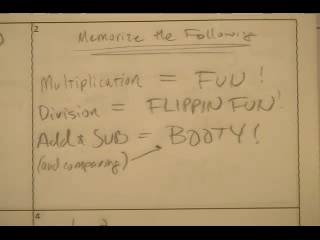 2
Memorize the Following
Multiplication = FUN!
Division = FLIPPIN FUN!
Add & SUB = BOOTY!
(and comparing)
4